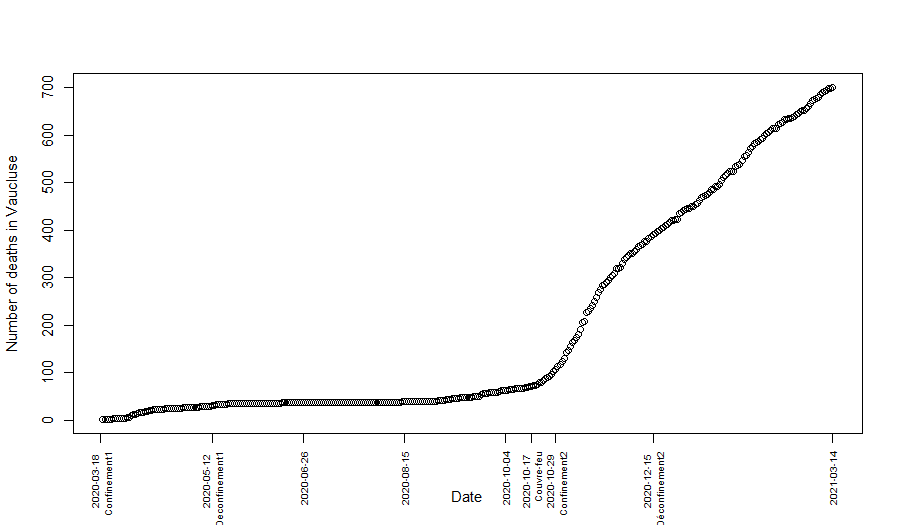 Number of deaths in Vaucluse
700
600
500
400
300
200
100
0
2020-03-18
Confinement1
2020-05-12
Deconfinement1
2020-06-26
2020-08-15
2020-10-04
2020-10-17
Couvre-feu
2020-10-29
Confinement2
2020-12-15
Déconfinement2
2021-03-14
Date